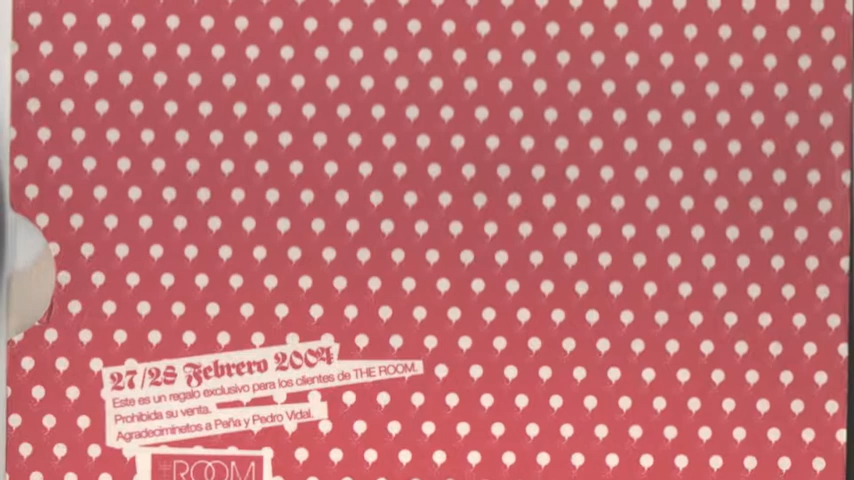 27/28 Febrero 2004
Este es un regalo exclusivo para los clientes de THE ROOM.
Prohibida su venta.
Agradeciminetos a Peña y Pedro Vidal.
THE ROOM